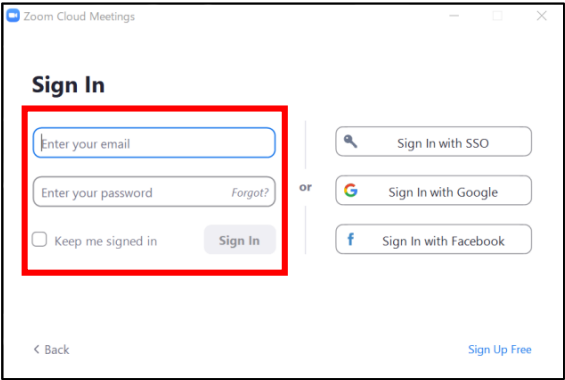 Zoom Cloud Meetings
Sign In
Enter your email
Enter your password Forgot?
Keep me signed in Sign In
or
Sign In with SSO
Sign In with Google
Sign In with Facebook
Back
Sign Up Free